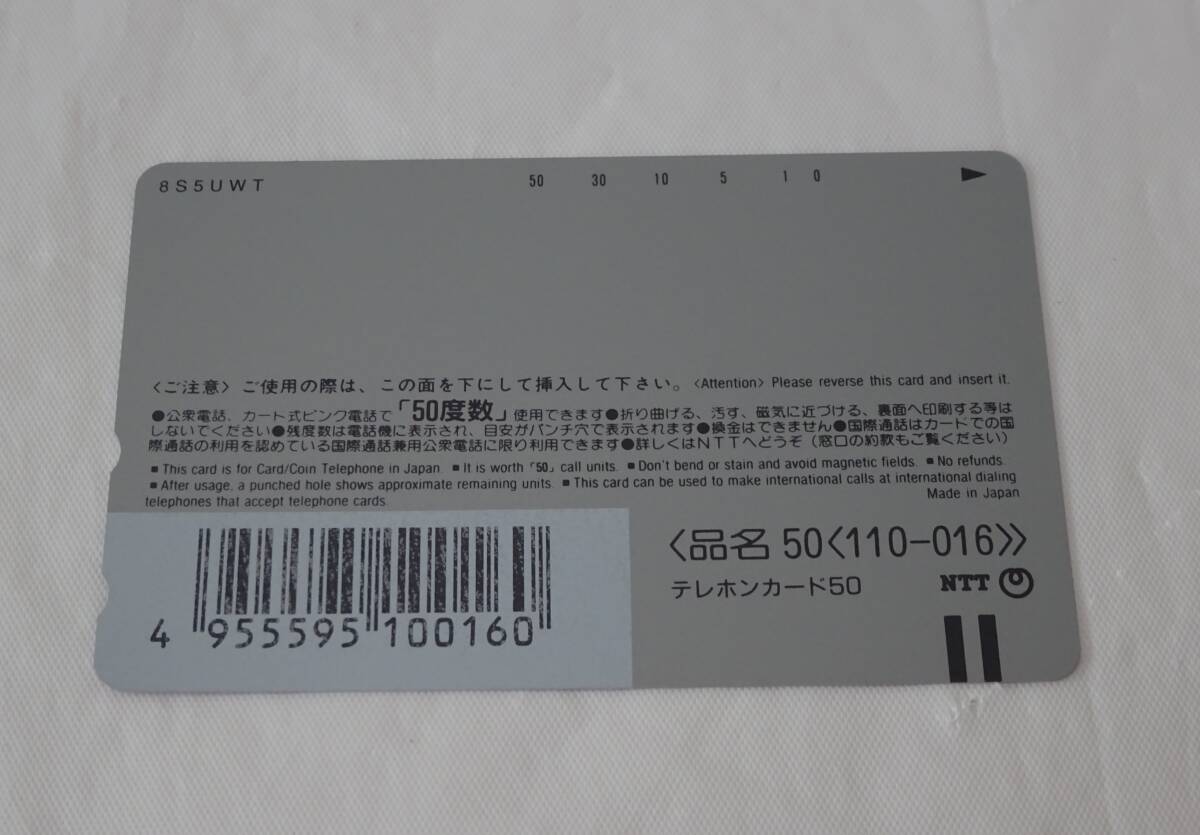 8S5UWT 50 30 10 5 1 0 ▶
〈ご注意〉ご使用の際は、この面を下にして挿入して下さい。〈Attention〉Please reverse this card and insert it.
●公衆電話、カード式ピンク電話で「50度数」使用できます●折り曲げる、汚す、磁気に近づける、裏面へ印刷する等は
しないでください●残度数は電話機に表示され、目安がパンチ穴で表示されます●換金はできません●国際通話はカードでの国
際通話の利用を認めている国際通話兼用公衆電話に限り利用できます●詳しくはNTTへどうぞ（窓口の約款もご覧ください）
■This card is for Card/Coin Telephone in Japan. ■It is worth「50」call units. ■Don't bend or stain and avoid magnetic fields. ■No refunds.
■After usage, a punched hole shows approximate remaining units. ■This card can be used to make international calls at international dialing
telephones that accept telephone cards. Made in Japan
〈品名 50〈110-016〉〉
テレホンカード50 NTT
4 955595 100160